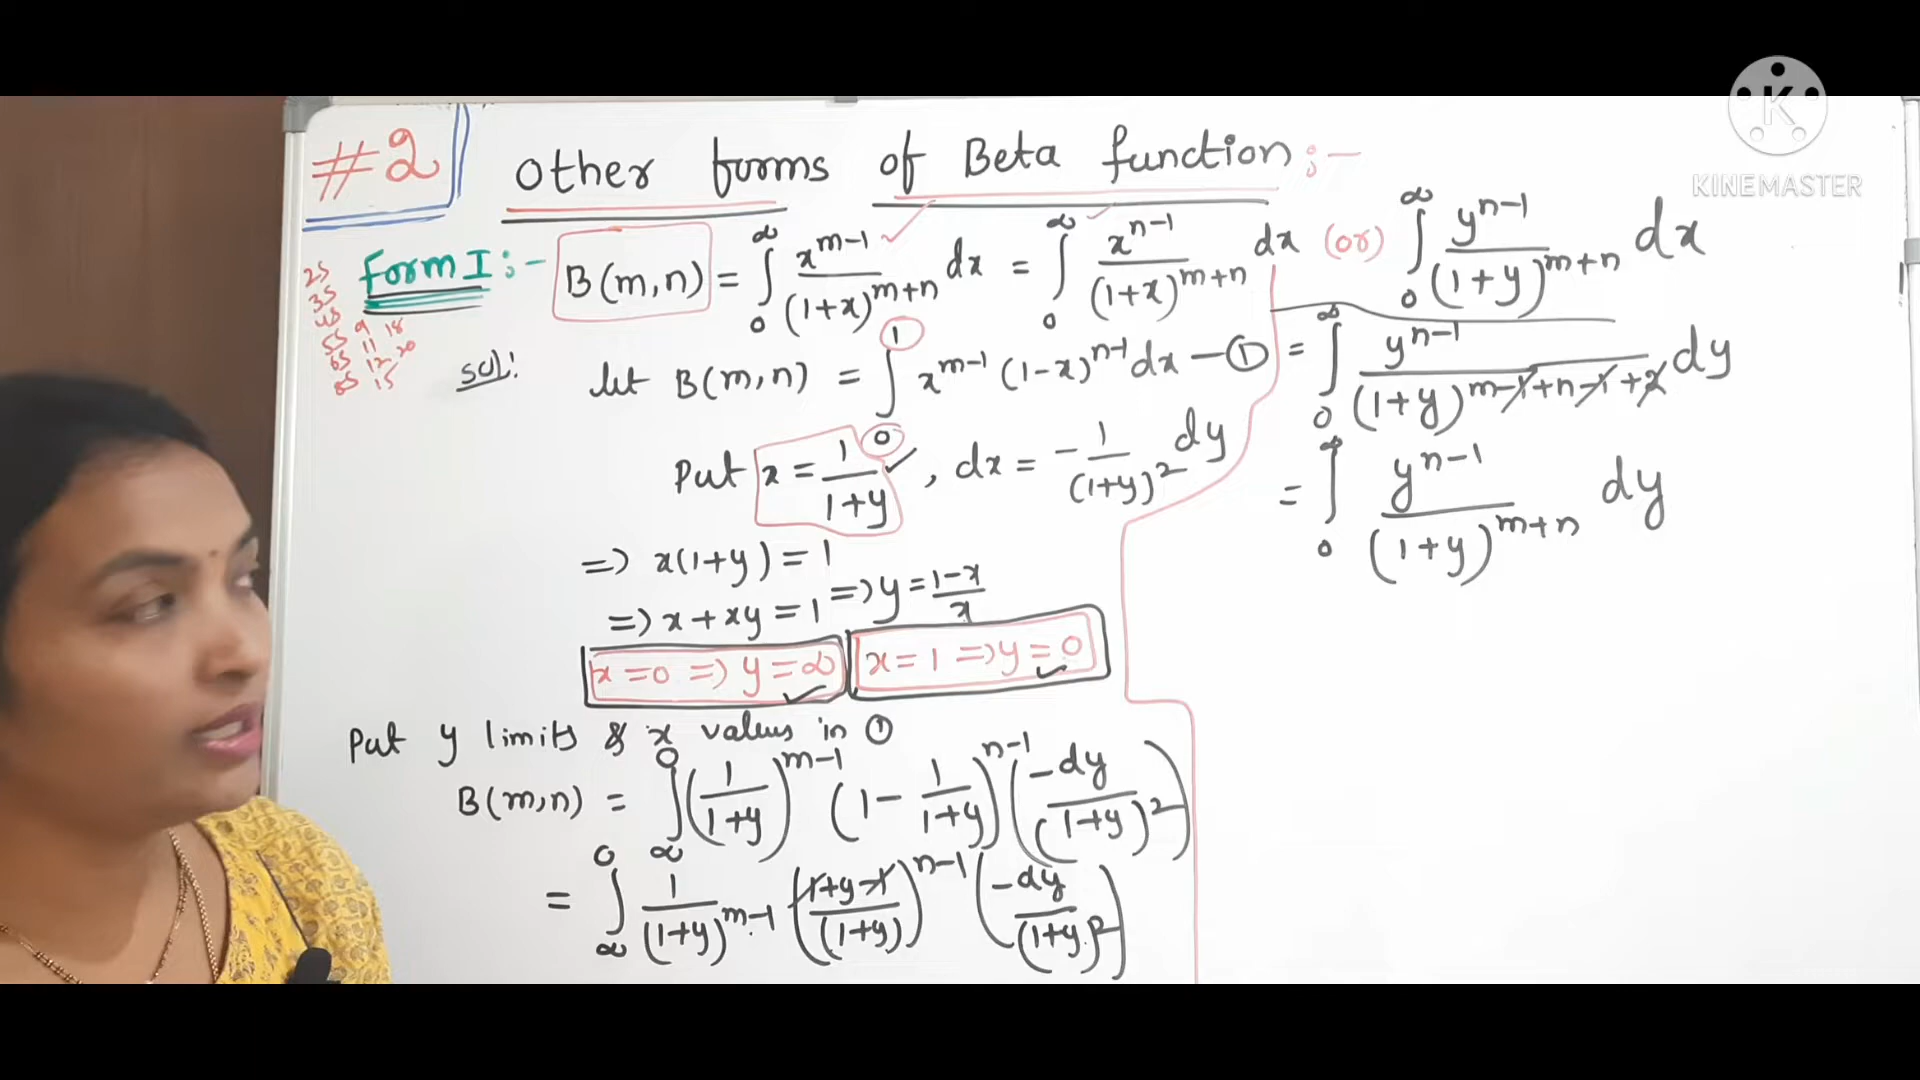 KINEMASTER
#2
Other forms of Beta function :-
Form I :- B(m,n) = ∫₀^∞ x^{m-1}/(1+x)^{m+n} dx = ∫₀^∞ x^{n-1}/(1+x)^{m+n} dx (or) ∫₀^∞ y^{n-1}/(1+y)^{m+n} dx
sol: let B(m,n) = ∫₀^1 x^{m-1} (1-x)^{n-1} dx — ①
Put x = 1/(1+y) ✓, dx = -1/(1+y)^2 dy
=> x(1+y) = 1
=> x + xy = 1 => y = (1-x)/x
x = 0 => y = ∞ ✓ x = 1 => y = 0 ✓
Put y limits & x values in ①
B(m,n) = ∫_∞^0 (1/(1+y))^{m-1} (1 - 1/(1+y))^{n-1} (-dy/(1+y)^2)
= ∫_∞^0 1/(1+y)^{m-1} ((1+y-1)/(1+y))^{n-1} (-dy/(1+y)^2)
= ∫₀^∞ y^{n-1}/(1+y)^{m-1+n-1+2} dy
= ∫₀^∞ y^{n-1}/(1+y)^{m+n} dy